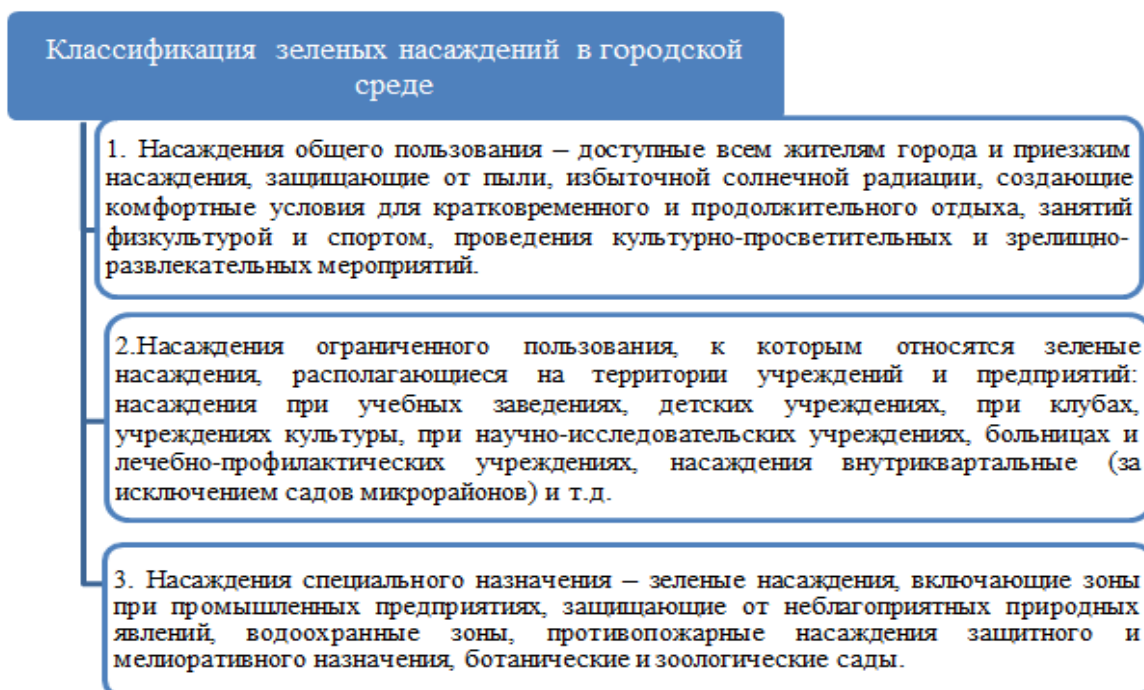 Классификация зеленых насаждений в городской
среде
1. Насаждения общего пользования – доступные всем жителям города и приезжим
насаждения, защищающие от пыли, избыточной солнечной радиации, создающие
комфортные условия для кратковременного и продолжительного отдыха, занятий
физкультурой и спортом, проведения культурно-просветительных и зрелищно-
развлекательных мероприятий.
2.Насаждения ограниченного пользования, к которым относятся зеленые
насаждения, располагающиеся на территории учреждений и предприятий:
насаждения при учебных заведениях, детских учреждениях, при клубах,
учреждениях культуры, при научно-исследовательских учреждениях, больницах и
лечебно-профилактических учреждениях, насаждения внутриквартальные (за
исключением садов микрорайонов) и т.д.
3. Насаждения специального назначения – зеленые насаждения, включающие зоны
при промышленных предприятиях, защищающие от неблагоприятных природных
явлений, водоохранные зоны, противопожарные насаждения защитного и
мелиоративного назначения, ботанические и зоологические сады.